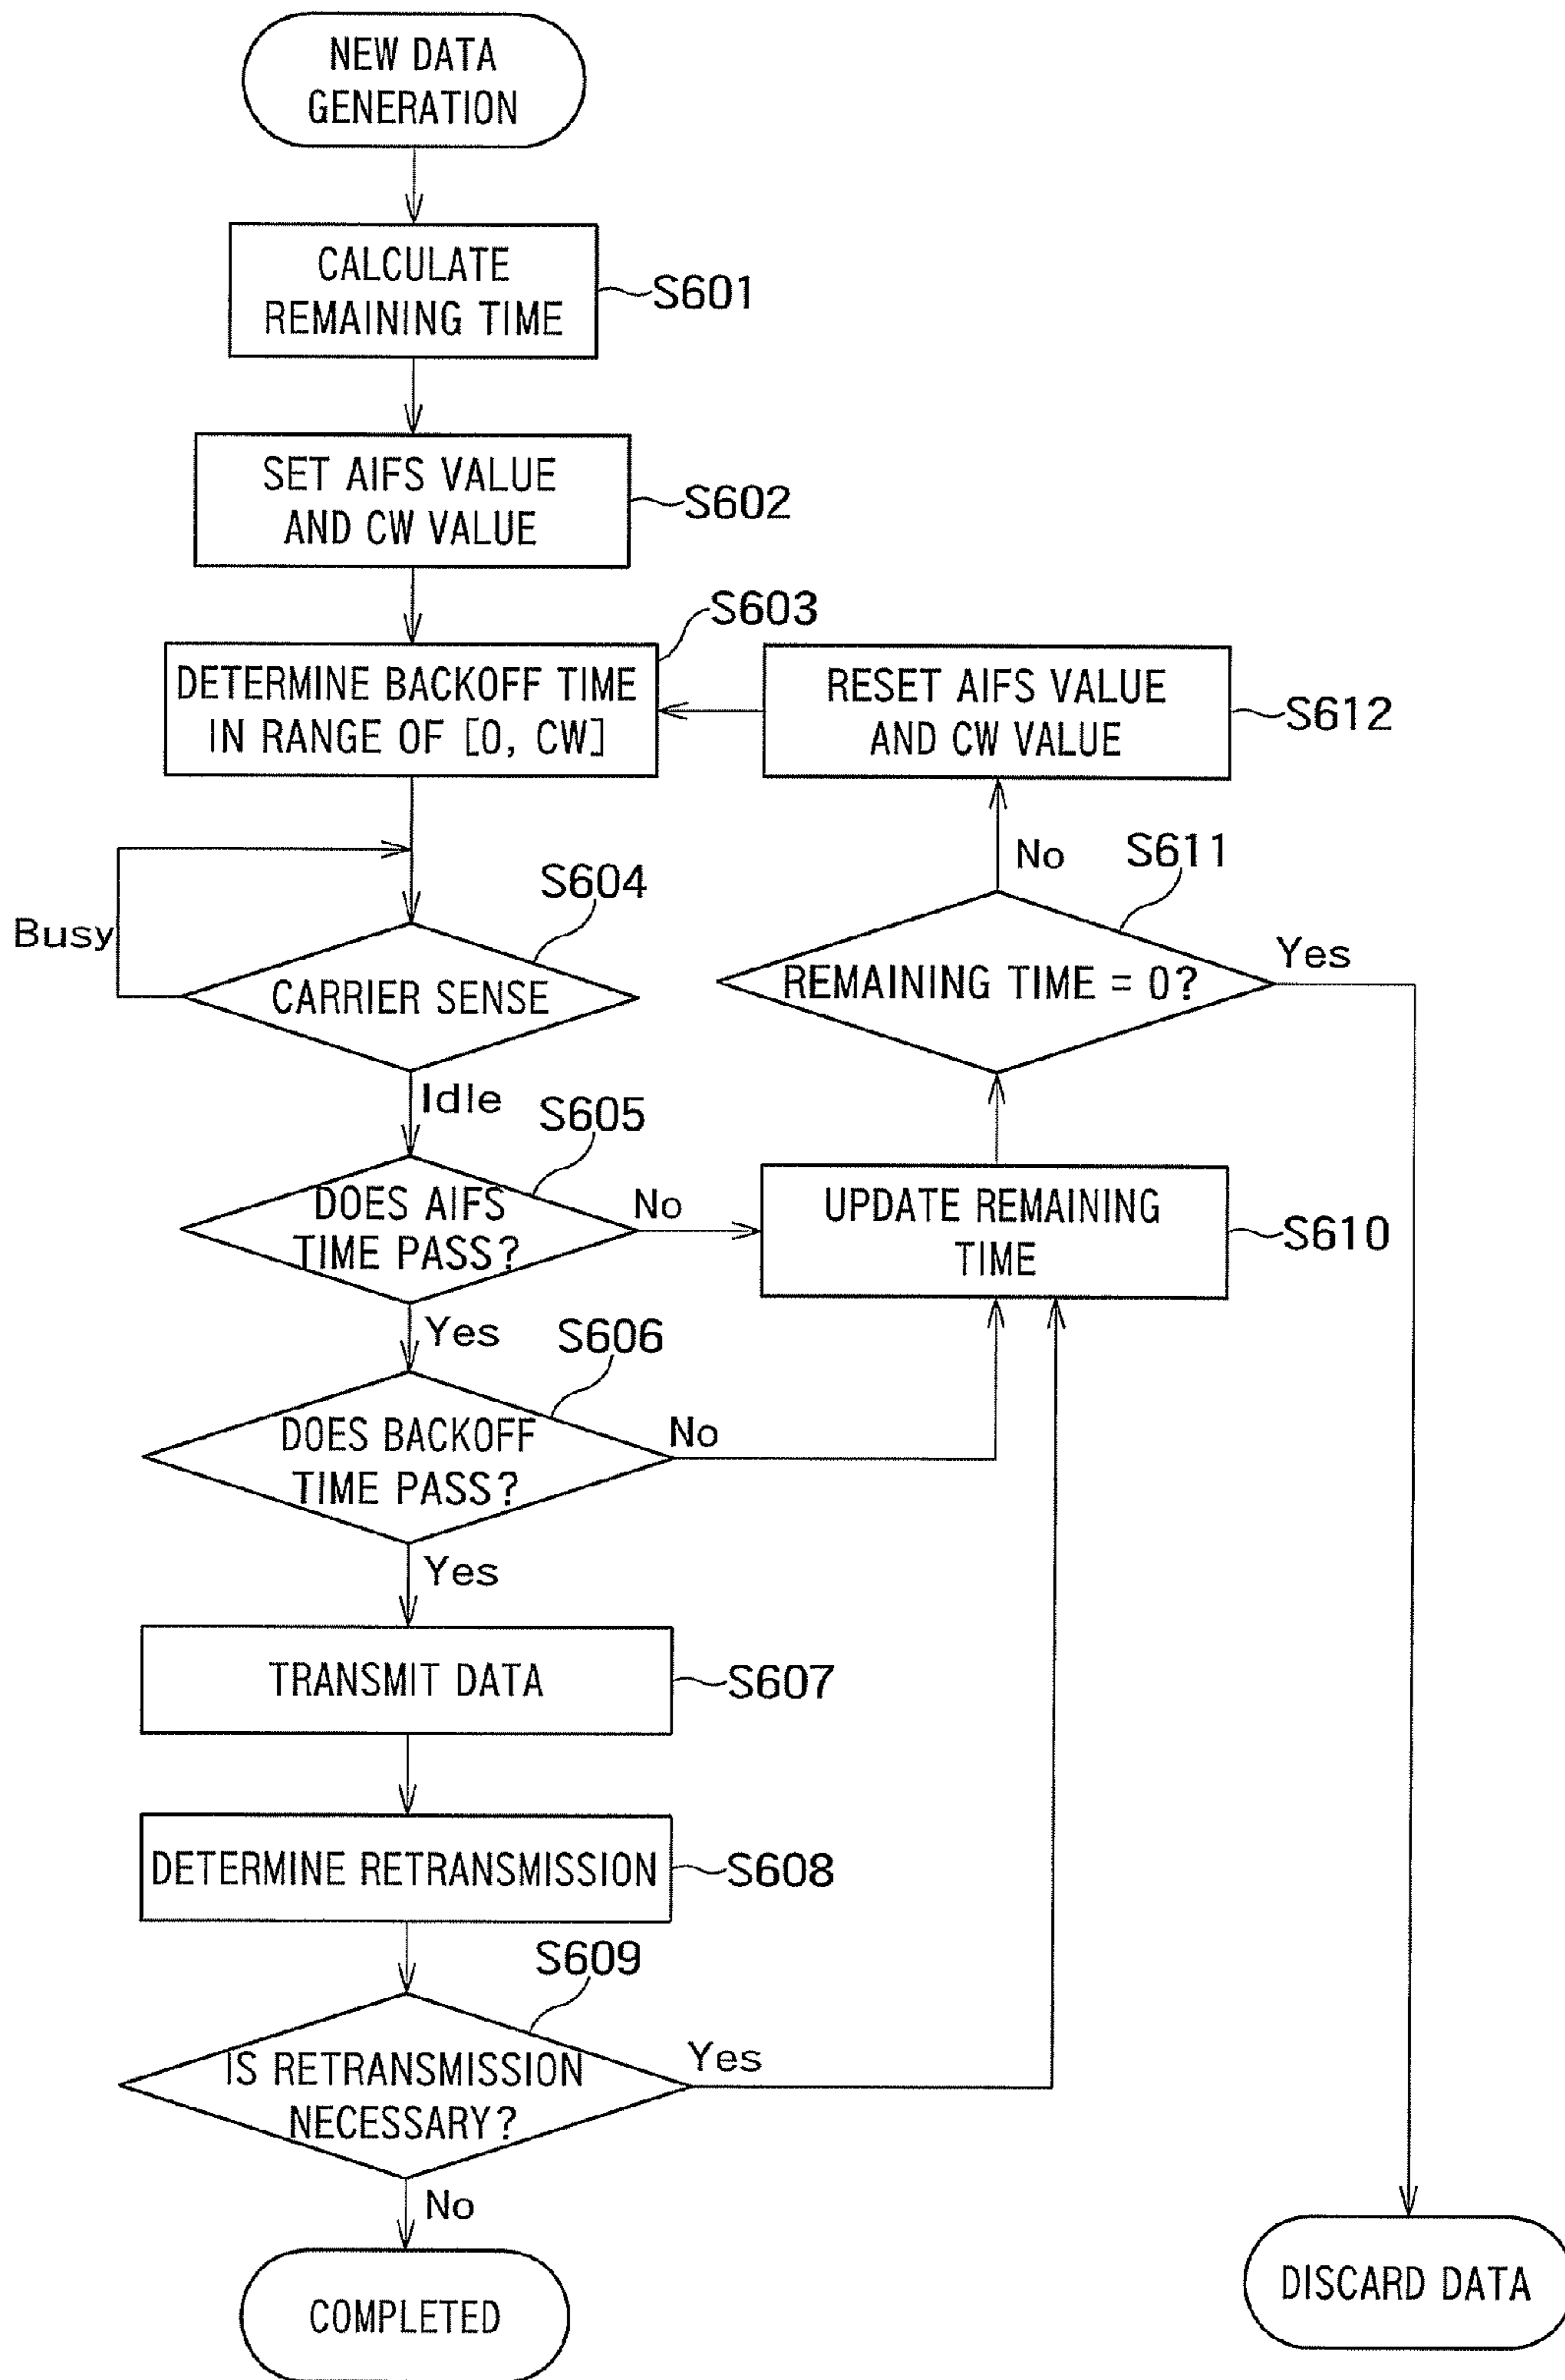 NEW DATA
GENERATION
CALCULATE
REMAINING TIME
S601
SET AIFS VALUE
AND CW VALUE
S602
S603
DETERMINE BACKOFF TIME
IN RANGE OF [0, CW]
RESET AIFS VALUE
AND CW VALUE
S612
S604
Busy
CARRIER SENSE
Idle
No
S611
REMAINING TIME = 0?
Yes
S605
DOES AIFS
TIME PASS?
No
UPDATE REMAINING
TIME
S610
Yes
S606
DOES BACKOFF
TIME PASS?
No
Yes
TRANSMIT DATA
S607
DETERMINE RETRANSMISSION
S608
S609
IS RETRANSMISSION
NECESSARY?
Yes
No
COMPLETED
DISCARD DATA